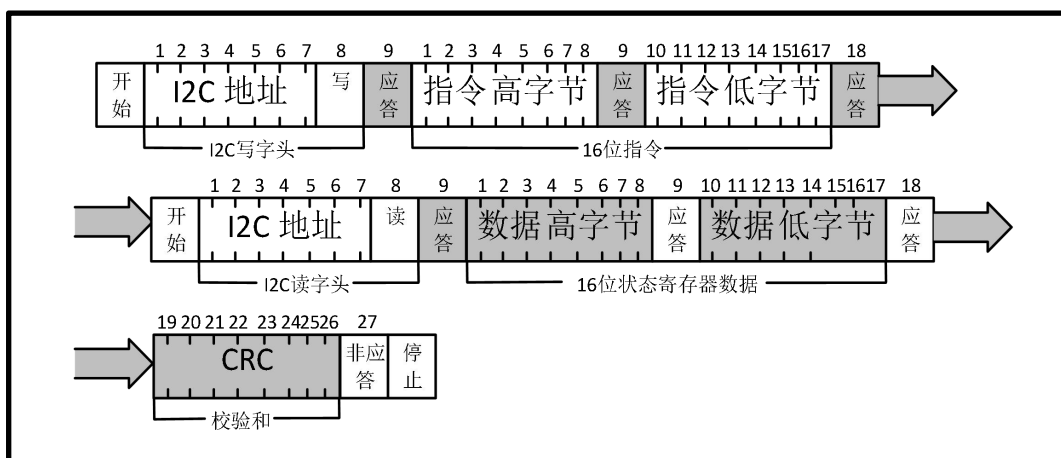 1 2 3 4 5 6 7 8 9 1 2 3 4 5 6 7 8 9 10 11 12 13 14 15 16 17 18
开始 I2C 地址 写 应答 指令高字节 应答 指令低字节 应答
I2C写字头 16位指令
1 2 3 4 5 6 7 8 9 1 2 3 4 5 6 7 8 9 10 11 12 13 14 15 16 17 18
开始 I2C 地址 读 应答 数据高字节 应答 数据低字节 应答
I2C读字头 16位状态寄存器数据
19 20 21 22 23 24 25 26 27
CRC 非应答 停止
校验和